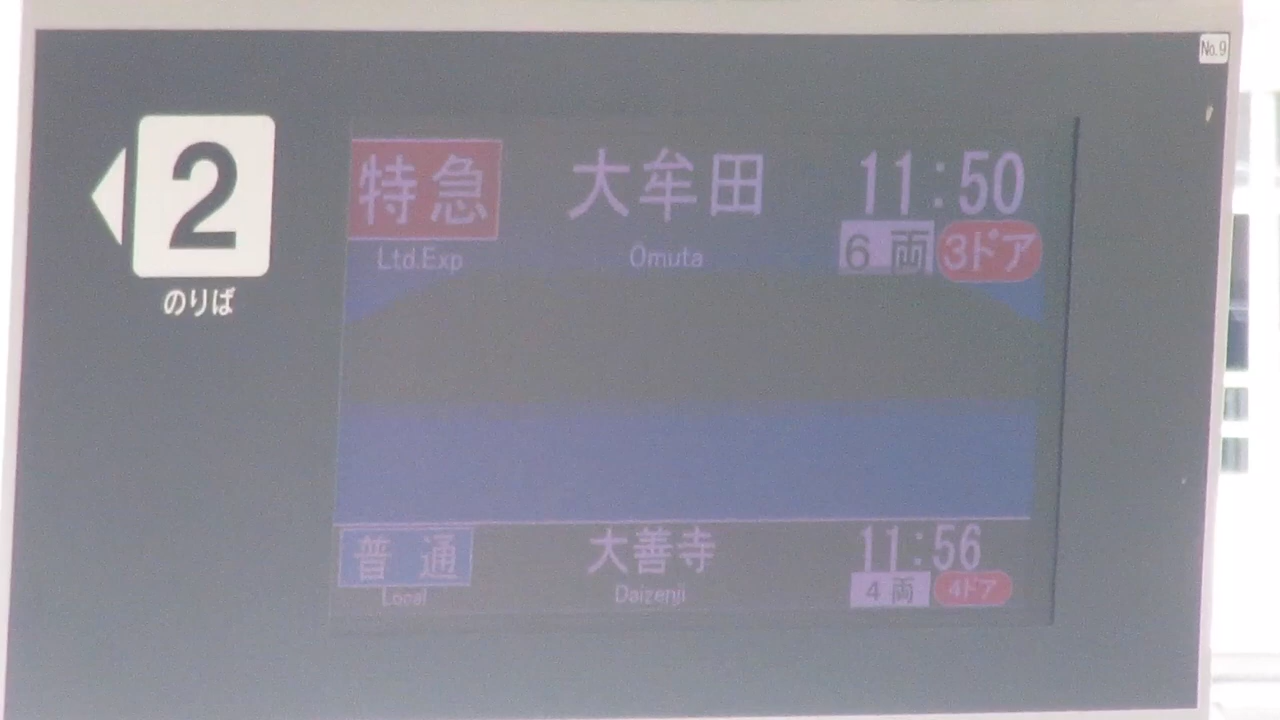 No.9
2
のりば
特急 大牟田 11:50
Ltd.Exp Omuta 6両 3ドア
普通 大善寺 11:56
Local Daizenji 4両 4ドア